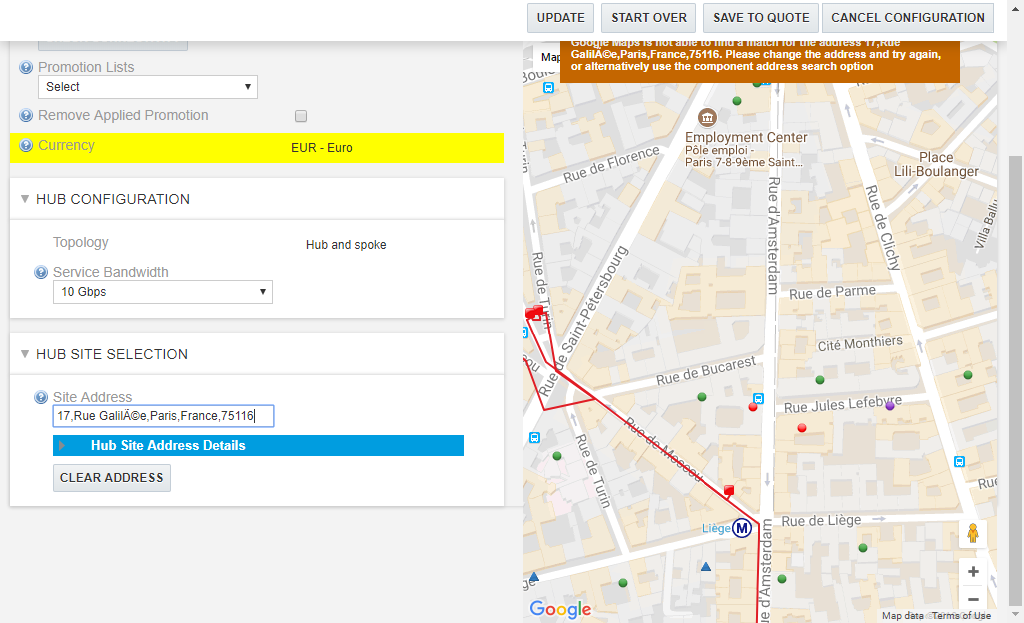 UPDATE
START OVER
SAVE TO QUOTE
CANCEL CONFIGURATION
Promotion Lists
Select
Remove Applied Promotion
Currency
EUR - Euro
HUB CONFIGURATION
Topology
Hub and spoke
Service Bandwidth
10 Gbps
HUB SITE SELECTION
Site Address
17,Rue GalilÃ©e,Paris,France,75116
Hub Site Address Details
CLEAR ADDRESS
Map
Google Maps is not able to find a match for the address 17,Rue
GalilÃ©e,Paris,France,75116. Please change the address and try again,
or alternatively use the component address search option
Employment Center
Pôle emploi -
Paris 7-8-9ème Saint...
Place
Lili-Boulanger
Rue de Florence
Rue d'Amsterdam
Rue de Clichy
Villa Ballu
Rue de Turin
Rue de Saint-Pétersbourg
Rue de Parme
Cité Monthiers
Rue de Bucarest
Rue Jules Lefebvre
Rue de Moscou
Rue de Turin
Rue
Liège
M
Rue de Liège
Rue d'Amsterdam
+
−
Google
Map data
Terms of Use